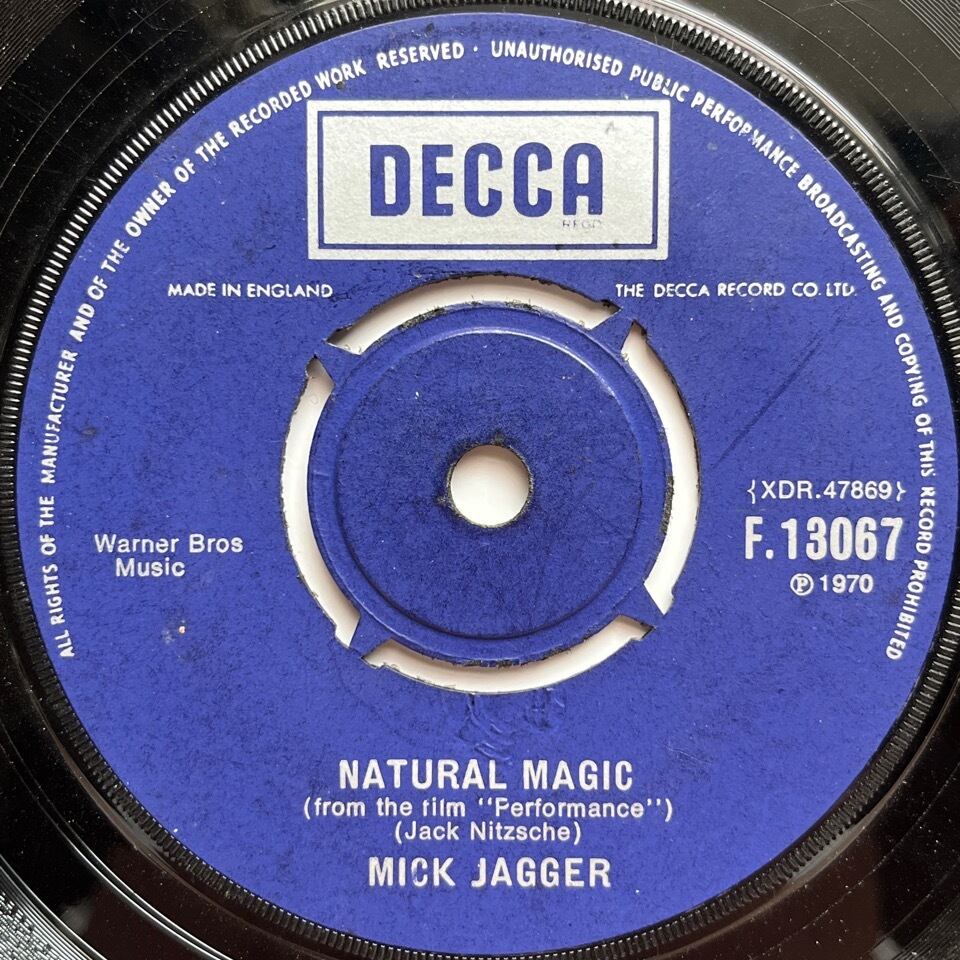 ALL RIGHTS OF THE MANUFACTURER AND OF THE OWNER OF THE RECORDED WORK RESERVED · UNAUTHORISED PUBLIC PERFORMANCE BROADCASTING AND COPYING OF THIS RECORD PROHIBITED
DECCA
REGD
MADE IN ENGLAND
THE DECCA RECORD CO. LTD.
{XDR.47869}
F.13067
℗ 1970
Warner Bros
Music
NATURAL MAGIC
(from the film "Performance")
(Jack Nitzsche)
MICK JAGGER